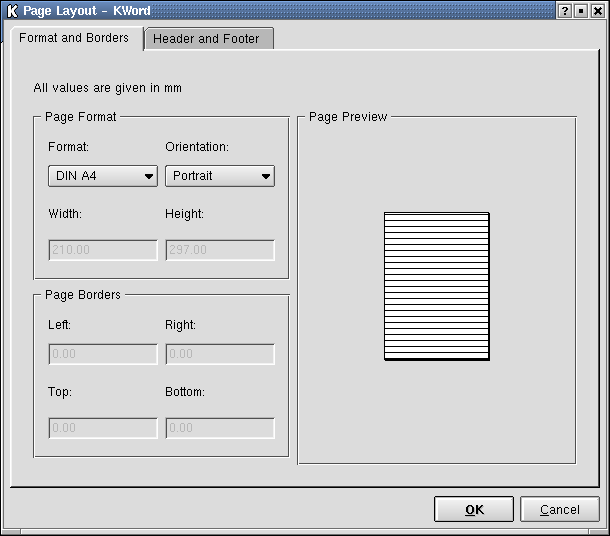 Page Layout - KWord
Format and Borders
Header and Footer
All values are given in mm
Page Format
Format:
Orientation:
DIN A4
Portrait
Width:
Height:
210.00
297.00
Page Borders
Left:
Right:
0.00
0.00
Top:
Bottom:
0.00
0.00
Page Preview
OK
Cancel